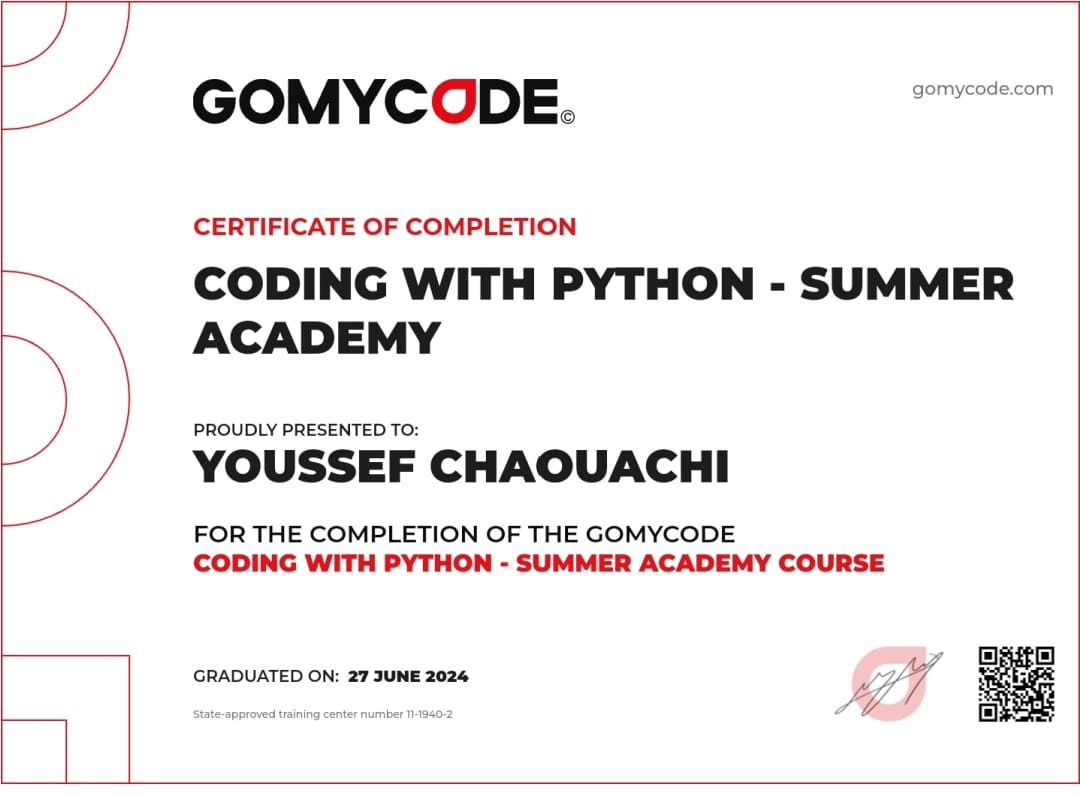 GOMYCODE©
gomycode.com
CERTIFICATE OF COMPLETION
CODING WITH PYTHON - SUMMER
ACADEMY
PROUDLY PRESENTED TO:
YOUSSEF CHAOUACHI
FOR THE COMPLETION OF THE GOMYCODE
CODING WITH PYTHON - SUMMER ACADEMY COURSE
GRADUATED ON: 27 JUNE 2024
State-approved training center number 11-1940-2